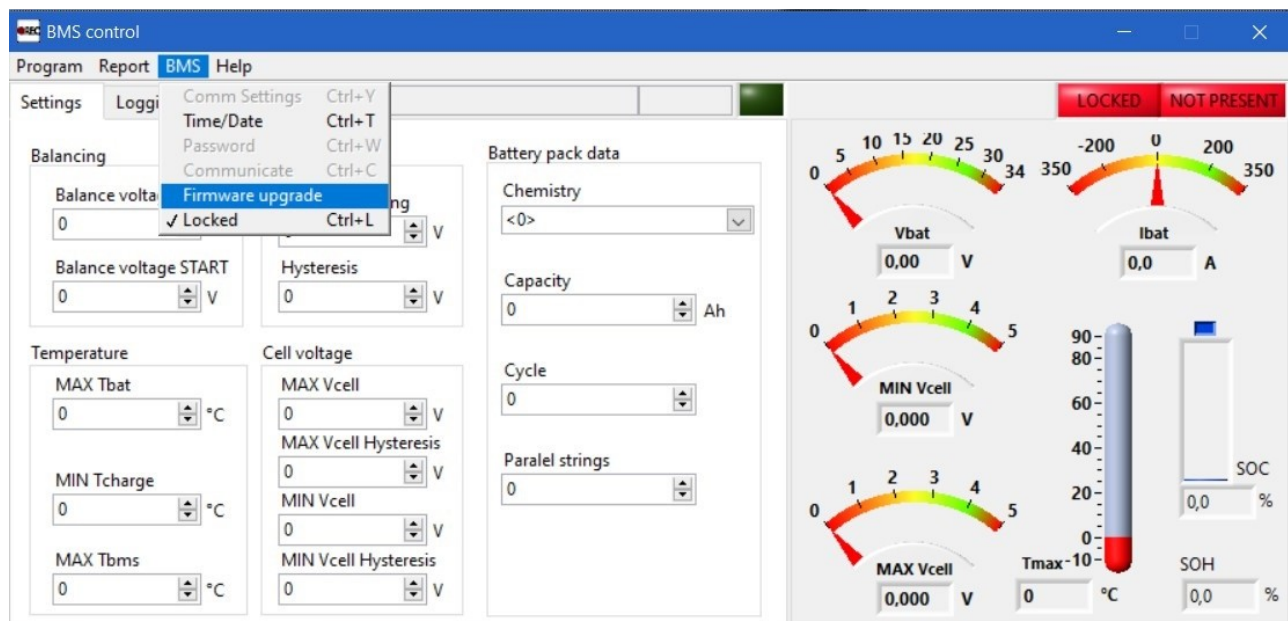 REC BMS control
Program Report BMS Help
Settings Loggi
Comm Settings Ctrl+Y
Time/Date Ctrl+T
Password Ctrl+W
Communicate Ctrl+C
Firmware upgrade
✓ Locked Ctrl+L
LOCKED NOT PRESENT
Balancing
Balance volta
0
Balance voltage START
0 V
ng
V
Hysteresis
0 V
Temperature
MAX Tbat
0 °C
MIN Tcharge
0 °C
MAX Tbms
0 °C
Cell voltage
MAX Vcell
0 V
MAX Vcell Hysteresis
0 V
MIN Vcell
0 V
MIN Vcell Hysteresis
0 V
Battery pack data
Chemistry
<0>
Capacity
0 Ah
Cycle
0
Paralel strings
0
0 5 10 15 20 25 30 34
Vbat
0,00 V
350 -200 0 200 350
Ibat
0,0 A
0 1 2 3 4 5
MIN Vcell
0,000 V
0 1 2 3 4 5
MAX Vcell
0,000 V
90
80
60
40
20
0
-10
Tmax
0 °C
SOC
0,0 %
SOH
0,0 %